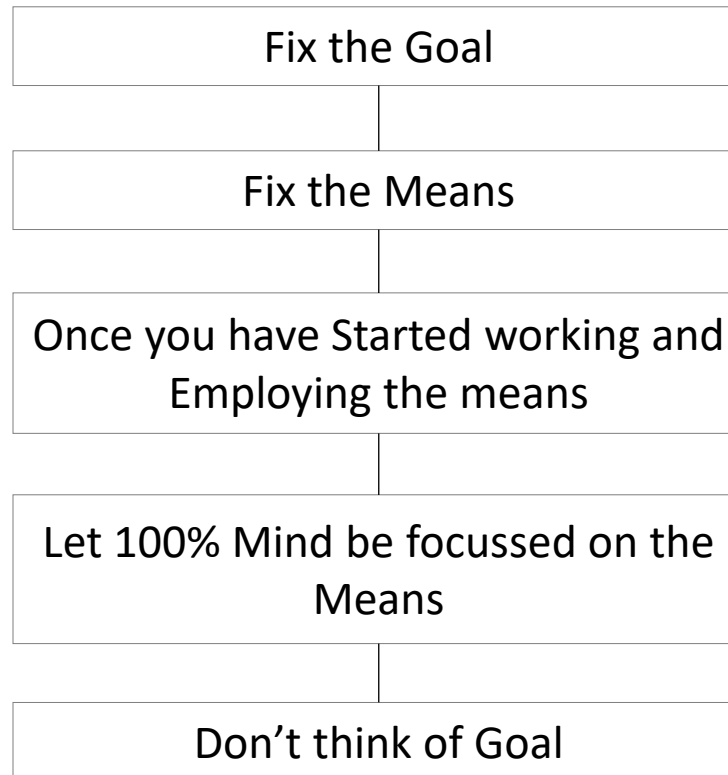 Fix the Goal
Fix the Means
Once you have Started working and
Employing the means
Let 100% Mind be focussed on the
Means
Don’t think of Goal